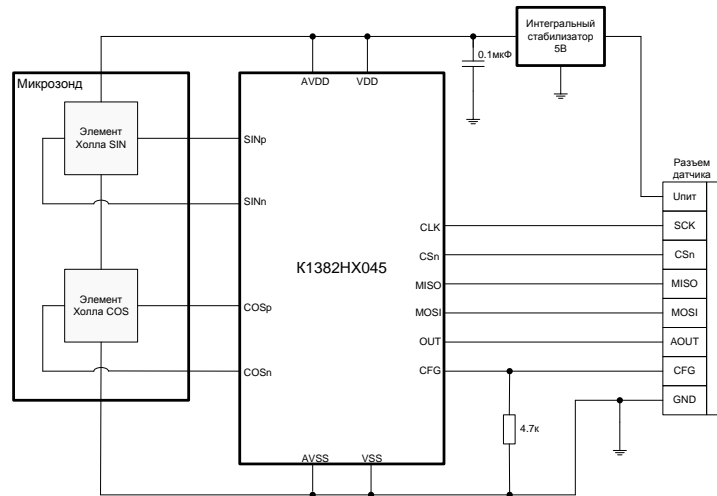 Интегральный
стабилизатор
5В
0.1мкФ
Микрозонд
AVDD
VDD
Элемент
Холла SIN
SINp
SINn
Разъем
датчика
Uпит
SCK
CSn
MISO
MOSI
AOUT
CFG
GND
CLK
CSn
MISO
MOSI
OUT
CFG
К1382НХ045
Элемент
Холла COS
COSp
COSn
4.7к
AVSS
VSS